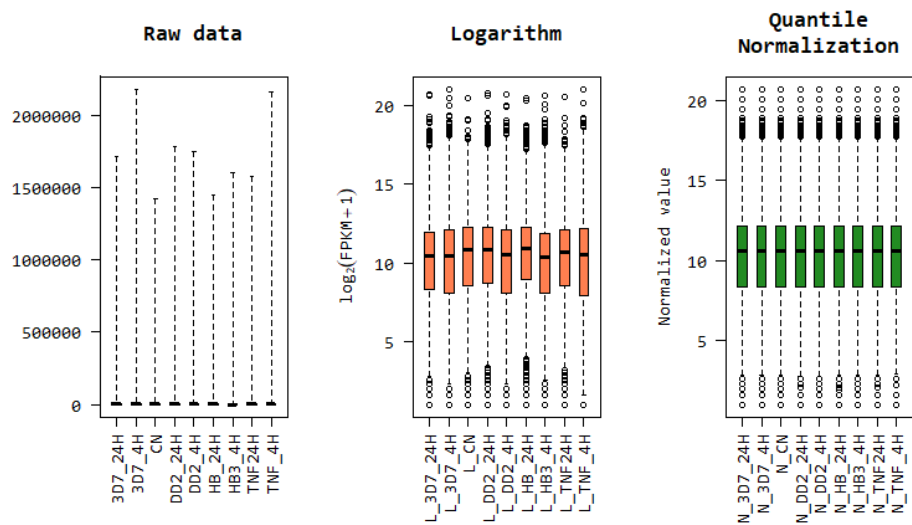 Raw data
2000000
1500000
1000000
500000
0
3D7_24H
3D7_4H
CN
DD2_24H
DD2_4H
HB_24H
HB3_4H
TNF24H
TNF_4H
Logarithm
log₂(FPKM+1)
20
15
10
5
L_3D7_24H
L_3D7_4H
L_CN
L_DD2_24H
L_DD2_4H
L_HB_24H
L_HB3_4H
L_TNF24H
L_TNF_4H
Quantile
Normalization
Normalized value
20
15
10
5
N_3D7_24H
N_3D7_4H
N_CN
N_DD2_24H
N_DD2_4H
N_HB_24H
N_HB3_4H
N_TNF24H
N_TNF_4H